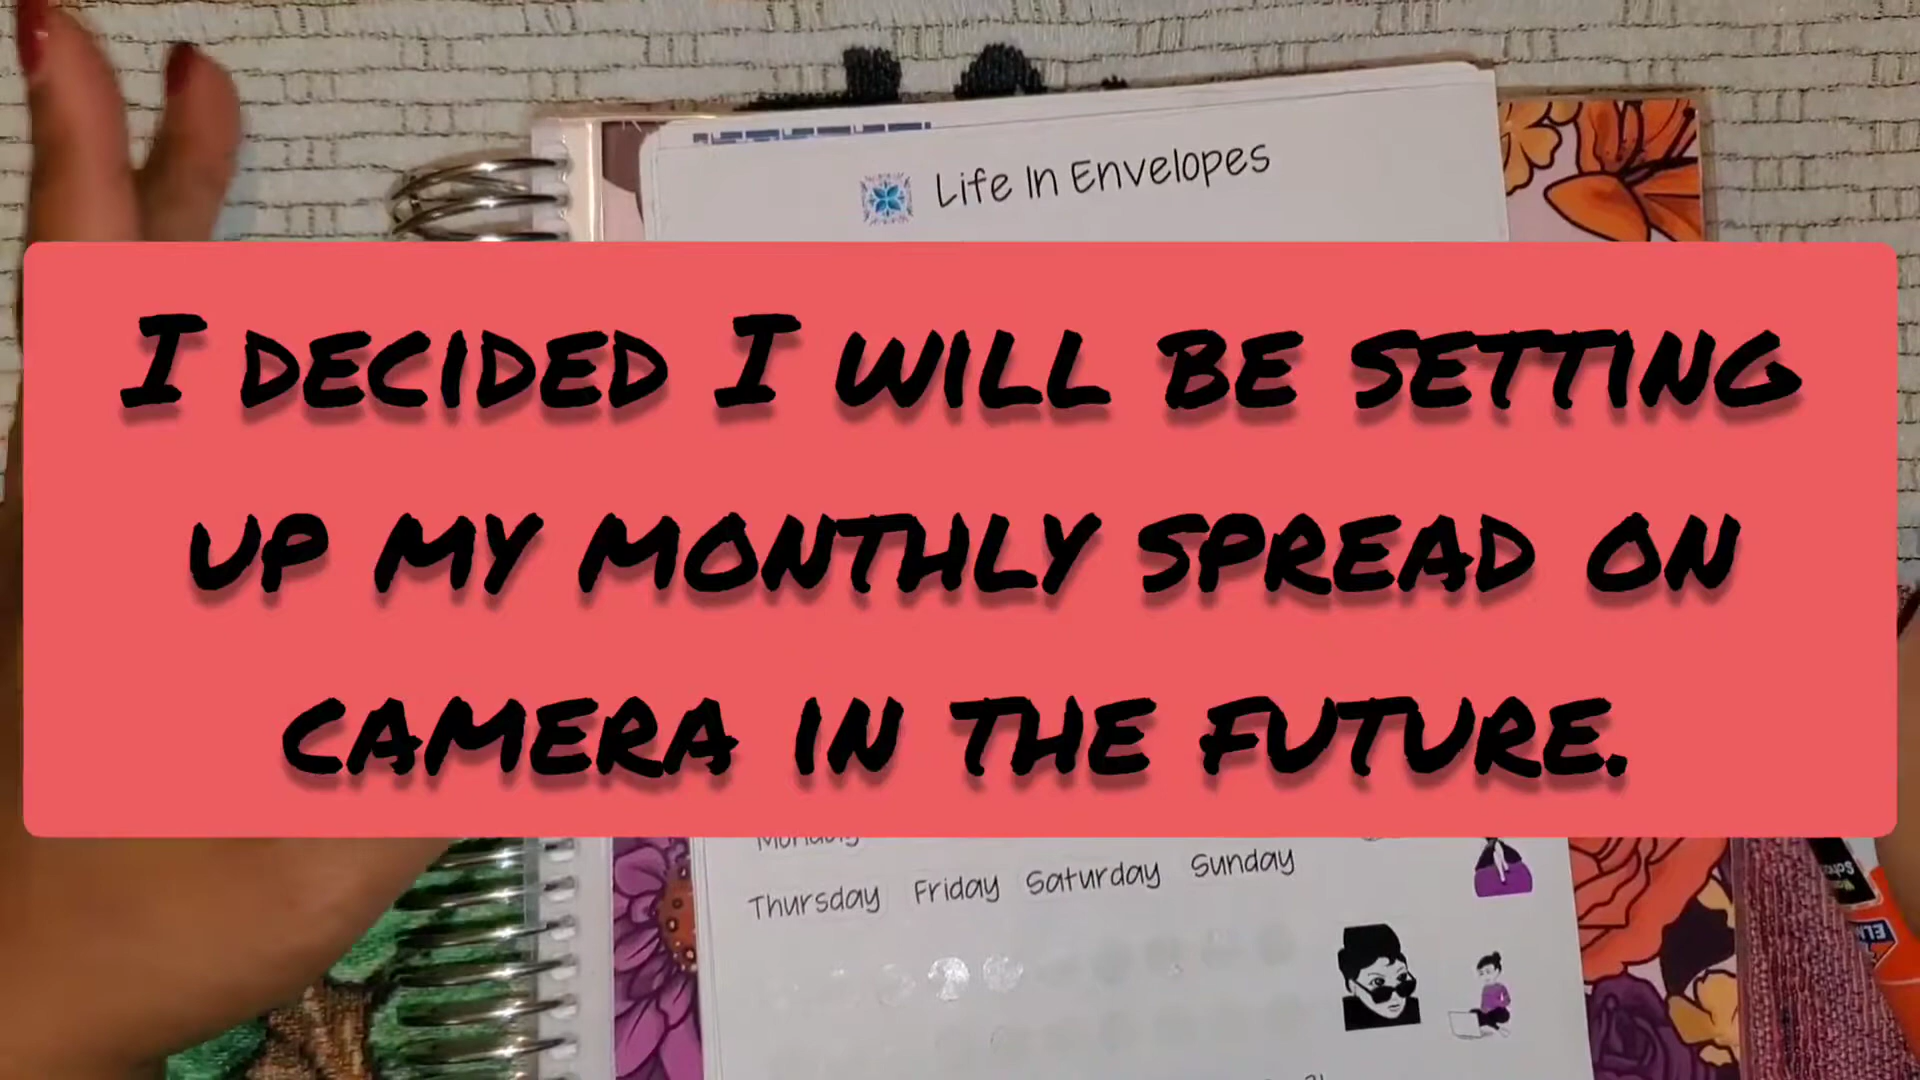 Life In Envelopes
I DECIDED I WILL BE SETTING
UP MY MONTHLY SPREAD ON
CAMERA IN THE FUTURE.
Monday
Thursday Friday Saturday Sunday